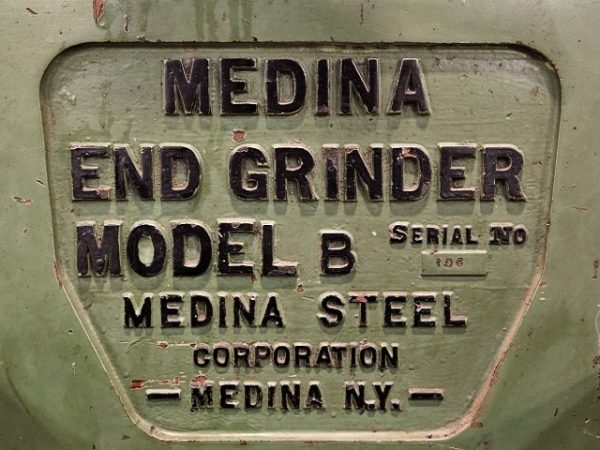 MEDINA
END GRINDER
MODEL B SERIAL NO
106
MEDINA STEEL
CORPORATION
— MEDINA N.Y. —